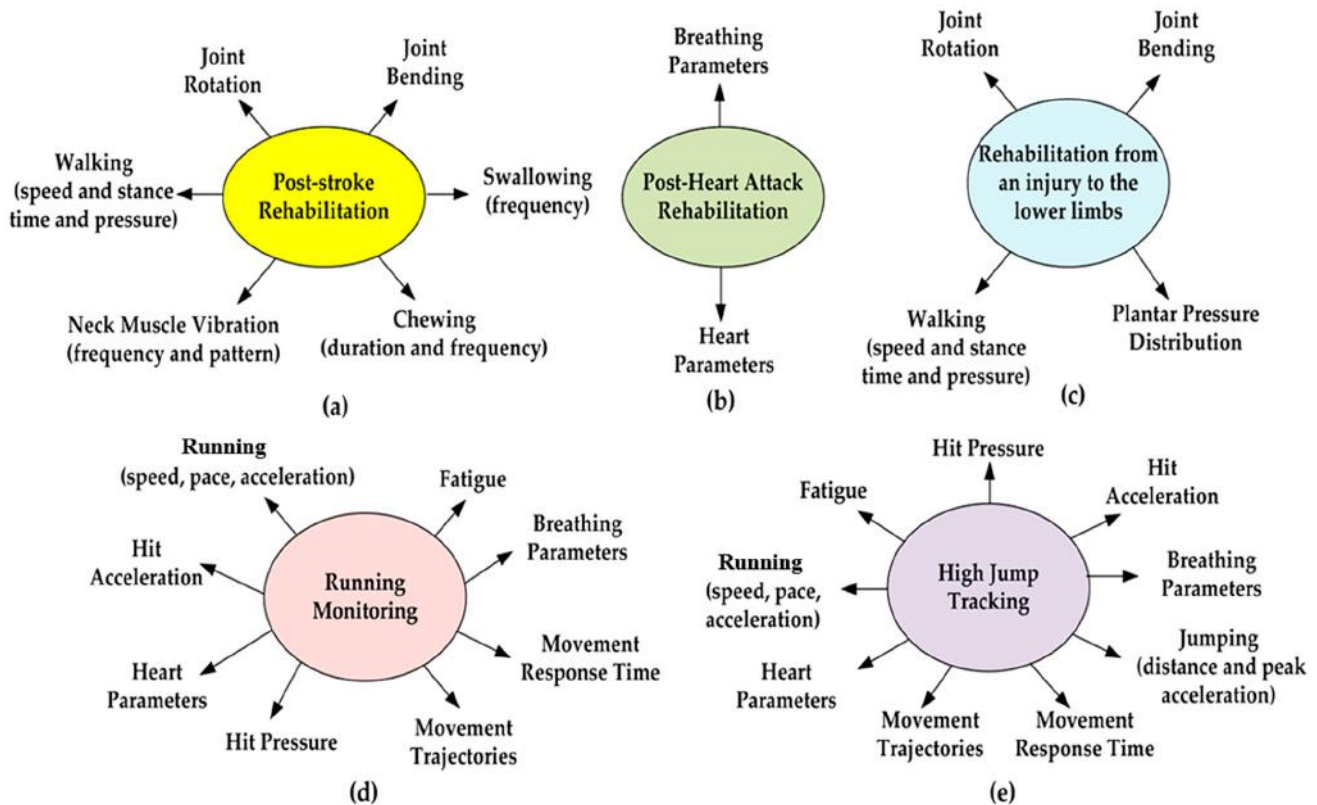 Joint
Rotation
Joint
Bending
Walking
(speed and stance
time and pressure)
Post-stroke
Rehabilitation
Swallowing
(frequency)
Neck Muscle Vibration
(frequency and pattern)
Chewing
(duration and frequency)
(a)
Breathing
Parameters
Post-Heart Attack
Rehabilitation
Heart
Parameters
(b)
Joint
Rotation
Joint
Bending
Rehabilitation from
an injury to the
lower limbs
Walking
(speed and stance
time and pressure)
Plantar Pressure
Distribution
(c)
Running
(speed, pace, acceleration)
Fatigue
Hit
Acceleration
Breathing
Parameters
Running
Monitoring
Heart
Parameters
Movement
Response Time
Hit Pressure
Movement
Trajectories
(d)
Hit Pressure
Fatigue
Hit
Acceleration
Running
(speed, pace,
acceleration)
High Jump
Tracking
Breathing
Parameters
Heart
Parameters
Jumping
(distance and peak
acceleration)
Movement
Trajectories
Movement
Response Time
(e)